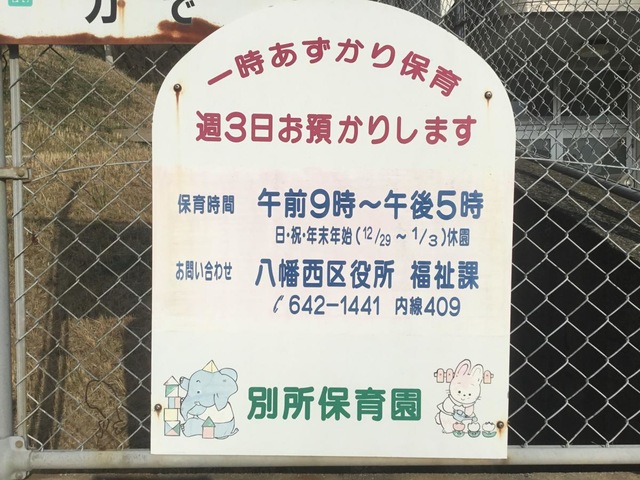 で
一時あずかり保育
週3日お預かりします
保育時間 午前9時～午後5時
日・祝・年末年始(12/29～1/3)休園
お問い合わせ 八幡西区役所 福祉課
✆642-1441 内線409
別所保育園